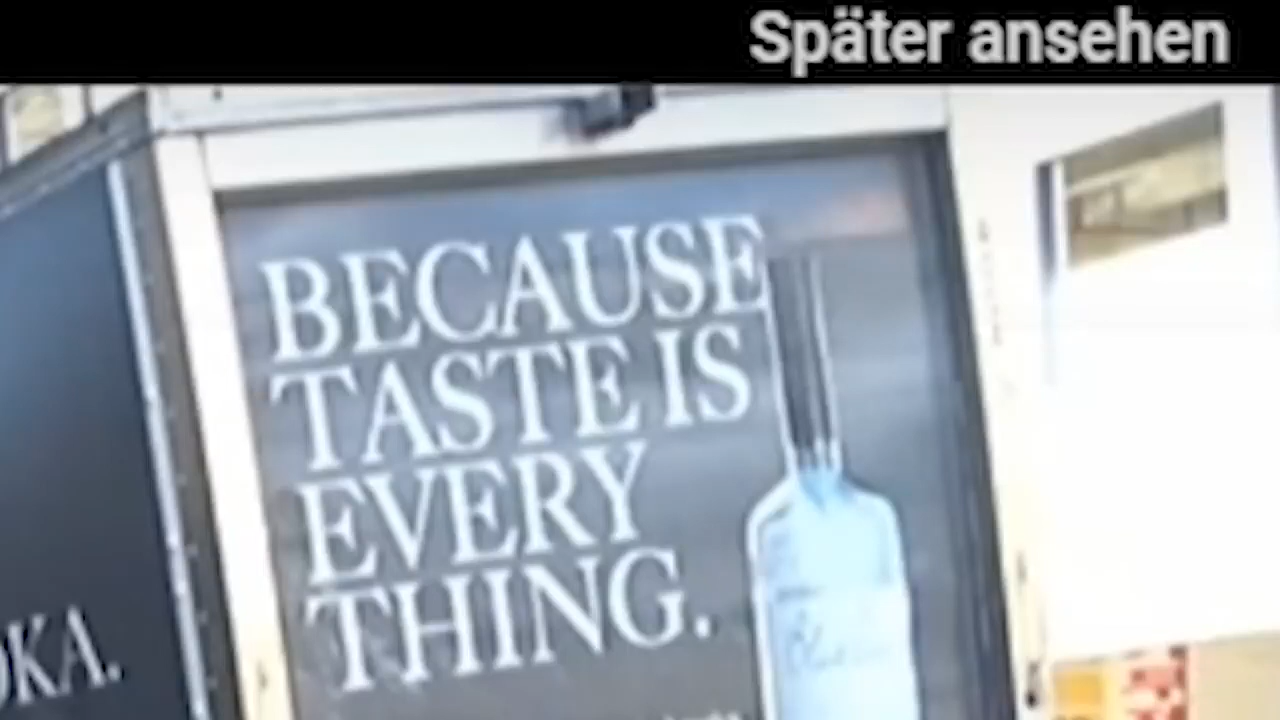 Später ansehen
BECAUSE
TASTE IS
EVERY
THING.
OKA.